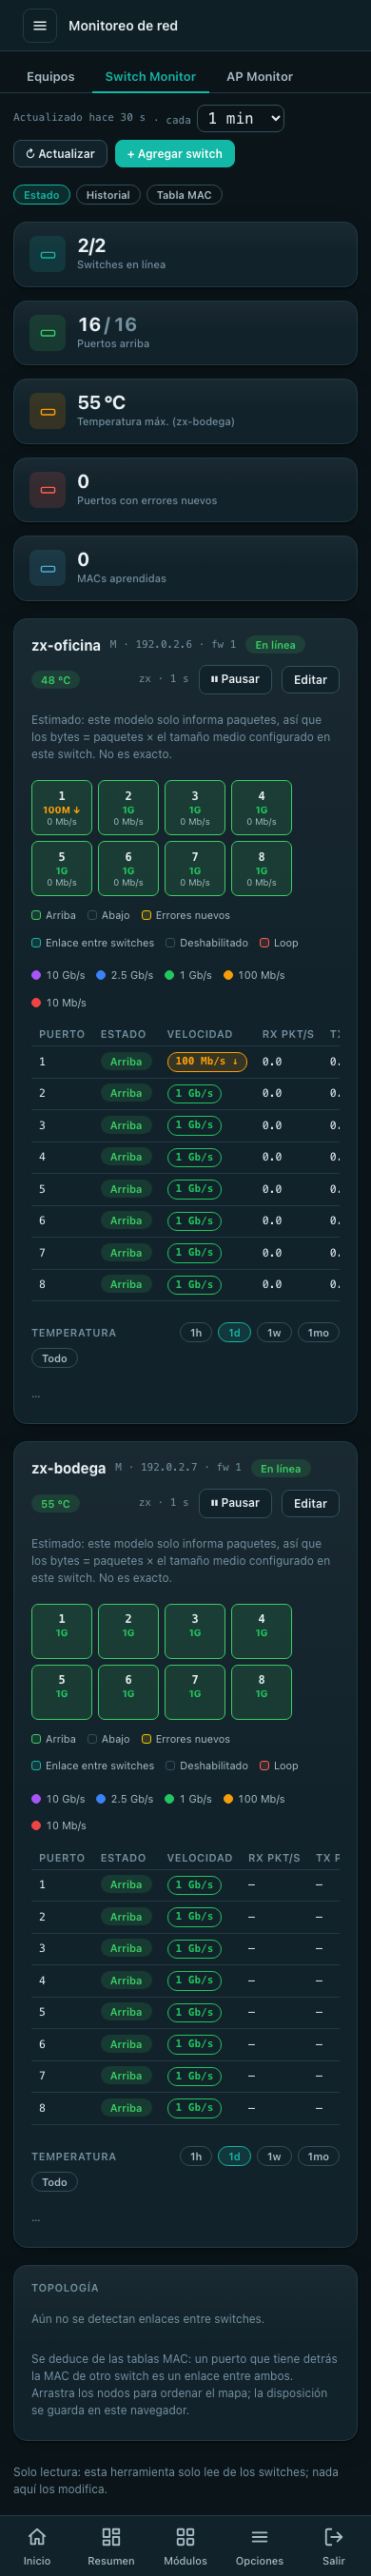 Monitoreo de red
Equipos Switch Monitor AP Monitor
Actualizado hace 30 s · cada 1 min
↻ Actualizar + Agregar switch
Estado Historial Tabla MAC
2/2
Switches en línea
16 / 16
Puertos arriba
55 °C
Temperatura máx. (zx-bodega)
0
Puertos con errores nuevos
0
MACs aprendidas
zx-oficina M · 192.0.2.6 · fw 1 En línea
48 °C zx · 1 s Pausar Editar
Estimado: este modelo solo informa paquetes, así que
los bytes = paquetes × el tamaño medio configurado en
este switch. No es exacto.
1 2 3 4
100M ↓ 1G 1G 1G
0 Mb/s 0 Mb/s 0 Mb/s 0 Mb/s
5 6 7 8
1G 1G 1G 1G
0 Mb/s 0 Mb/s 0 Mb/s 0 Mb/s
Arriba Abajo Errores nuevos
Enlace entre switches Deshabilitado Loop
10 Gb/s 2.5 Gb/s 1 Gb/s 100 Mb/s
10 Mb/s
PUERTO ESTADO VELOCIDAD RX PKT/S TX
1 Arriba 100 Mb/s ↓ 0.0 0.
2 Arriba 1 Gb/s 0.0 0.
3 Arriba 1 Gb/s 0.0 0.
4 Arriba 1 Gb/s 0.0 0.
5 Arriba 1 Gb/s 0.0 0.
6 Arriba 1 Gb/s 0.0 0.
7 Arriba 1 Gb/s 0.0 0.
8 Arriba 1 Gb/s 0.0 0.
TEMPERATURA 1h 1d 1w 1mo
Todo
…
zx-bodega M · 192.0.2.7 · fw 1 En línea
55 °C zx · 1 s Pausar Editar
Estimado: este modelo solo informa paquetes, así que
los bytes = paquetes × el tamaño medio configurado en
este switch. No es exacto.
1 2 3 4
1G 1G 1G 1G
5 6 7 8
1G 1G 1G 1G
Arriba Abajo Errores nuevos
Enlace entre switches Deshabilitado Loop
10 Gb/s 2.5 Gb/s 1 Gb/s 100 Mb/s
10 Mb/s
PUERTO ESTADO VELOCIDAD RX PKT/S TX P
1 Arriba 1 Gb/s – –
2 Arriba 1 Gb/s – –
3 Arriba 1 Gb/s – –
4 Arriba 1 Gb/s – –
5 Arriba 1 Gb/s – –
6 Arriba 1 Gb/s – –
7 Arriba 1 Gb/s – –
8 Arriba 1 Gb/s – –
TEMPERATURA 1h 1d 1w 1mo
Todo
…
TOPOLOGÍA
Aún no se detectan enlaces entre switches.
Se deduce de las tablas MAC: un puerto que tiene detrás
la MAC de otro switch es un enlace entre ambos.
Arrastra los nodos para ordenar el mapa; la disposición
se guarda en este navegador.
Solo lectura: esta herramienta solo lee de los switches; nada
aquí los modifica.
Inicio Resumen Módulos Opciones Salir